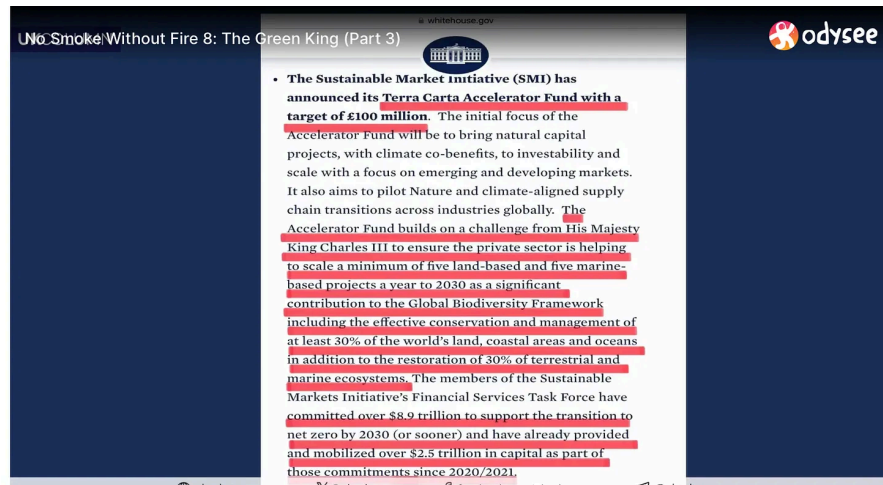 whitehouse.gov
No Smoke Without Fire 8: The Green King (Part 3)
odysee
• The Sustainable Market Initiative (SMI) has
announced its Terra Carta Accelerator Fund with a
target of £100 million. The initial focus of the
Accelerator Fund will be to bring natural capital
projects, with climate co-benefits, to investability and
scale with a focus on emerging and developing markets.
It also aims to pilot Nature and climate-aligned supply
chain transitions across industries globally. The
Accelerator Fund builds on a challenge from His Majesty
King Charles III to ensure the private sector is helping
to scale a minimum of five land-based and five marine-
based projects a year to 2030 as a significant
contribution to the Global Biodiversity Framework
including the effective conservation and management of
at least 30% of the world's land, coastal areas and oceans
in addition to the restoration of 30% of terrestrial and
marine ecosystems. The members of the Sustainable
Markets Initiative's Financial Services Task Force have
committed over $8.9 trillion to support the transition to
net zero by 2030 (or sooner) and have already provided
and mobilized over $2.5 trillion in capital as part of
those commitments since 2020/2021.